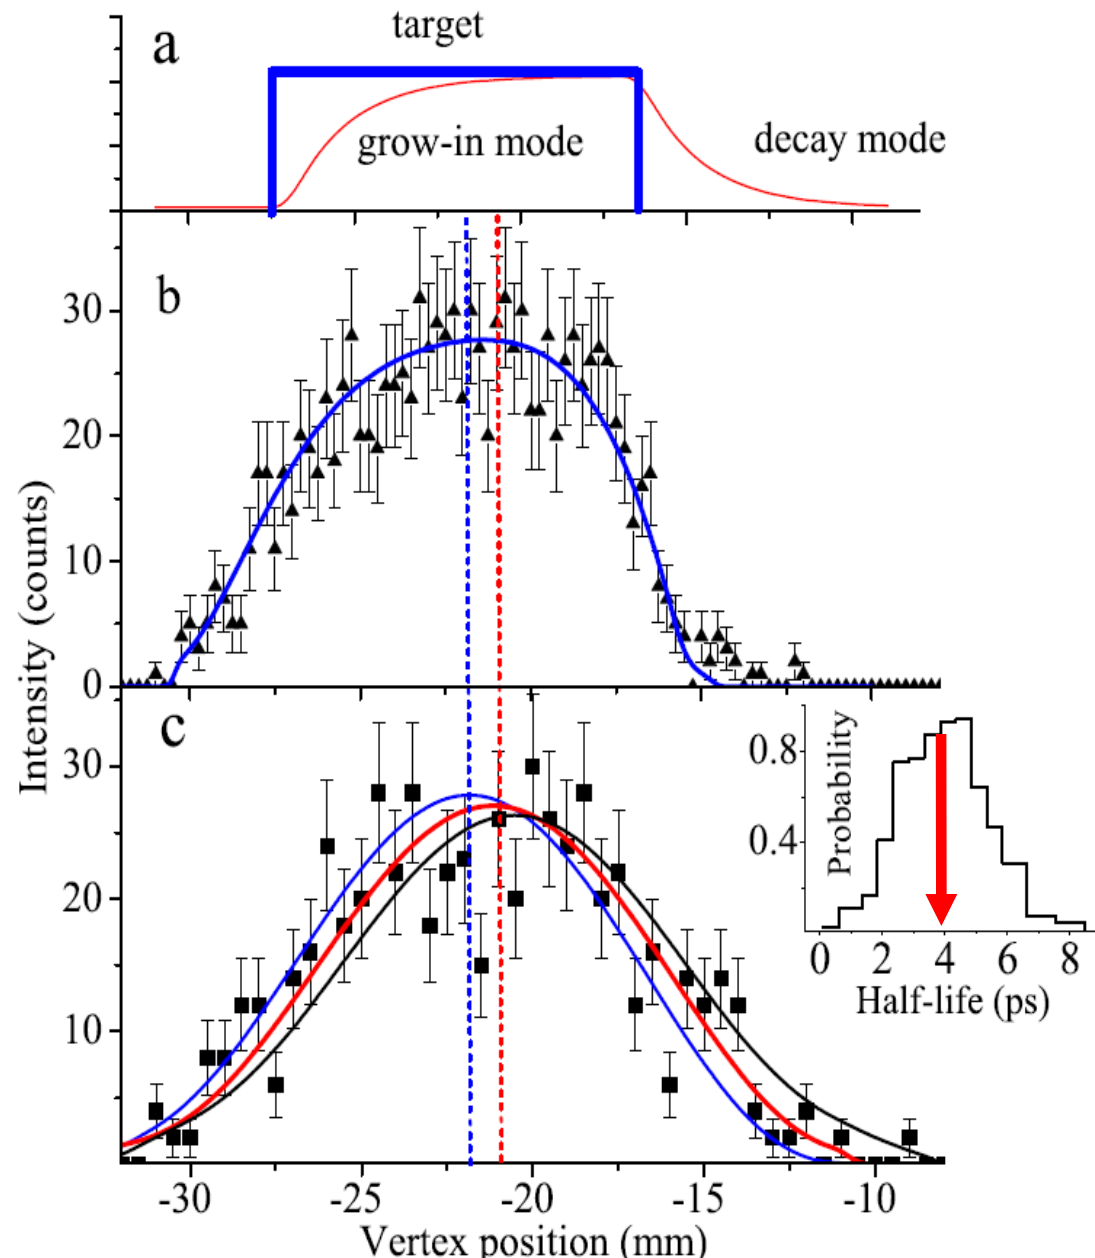 a
target
grow-in mode
decay mode
b
30
20
10
0
Intensity (counts)
c
30
20
10
Probability
0.8
0.4
0 2 4 6 8
Half-life (ps)
-30 -25 -20 -15 -10
Vertex position (mm)